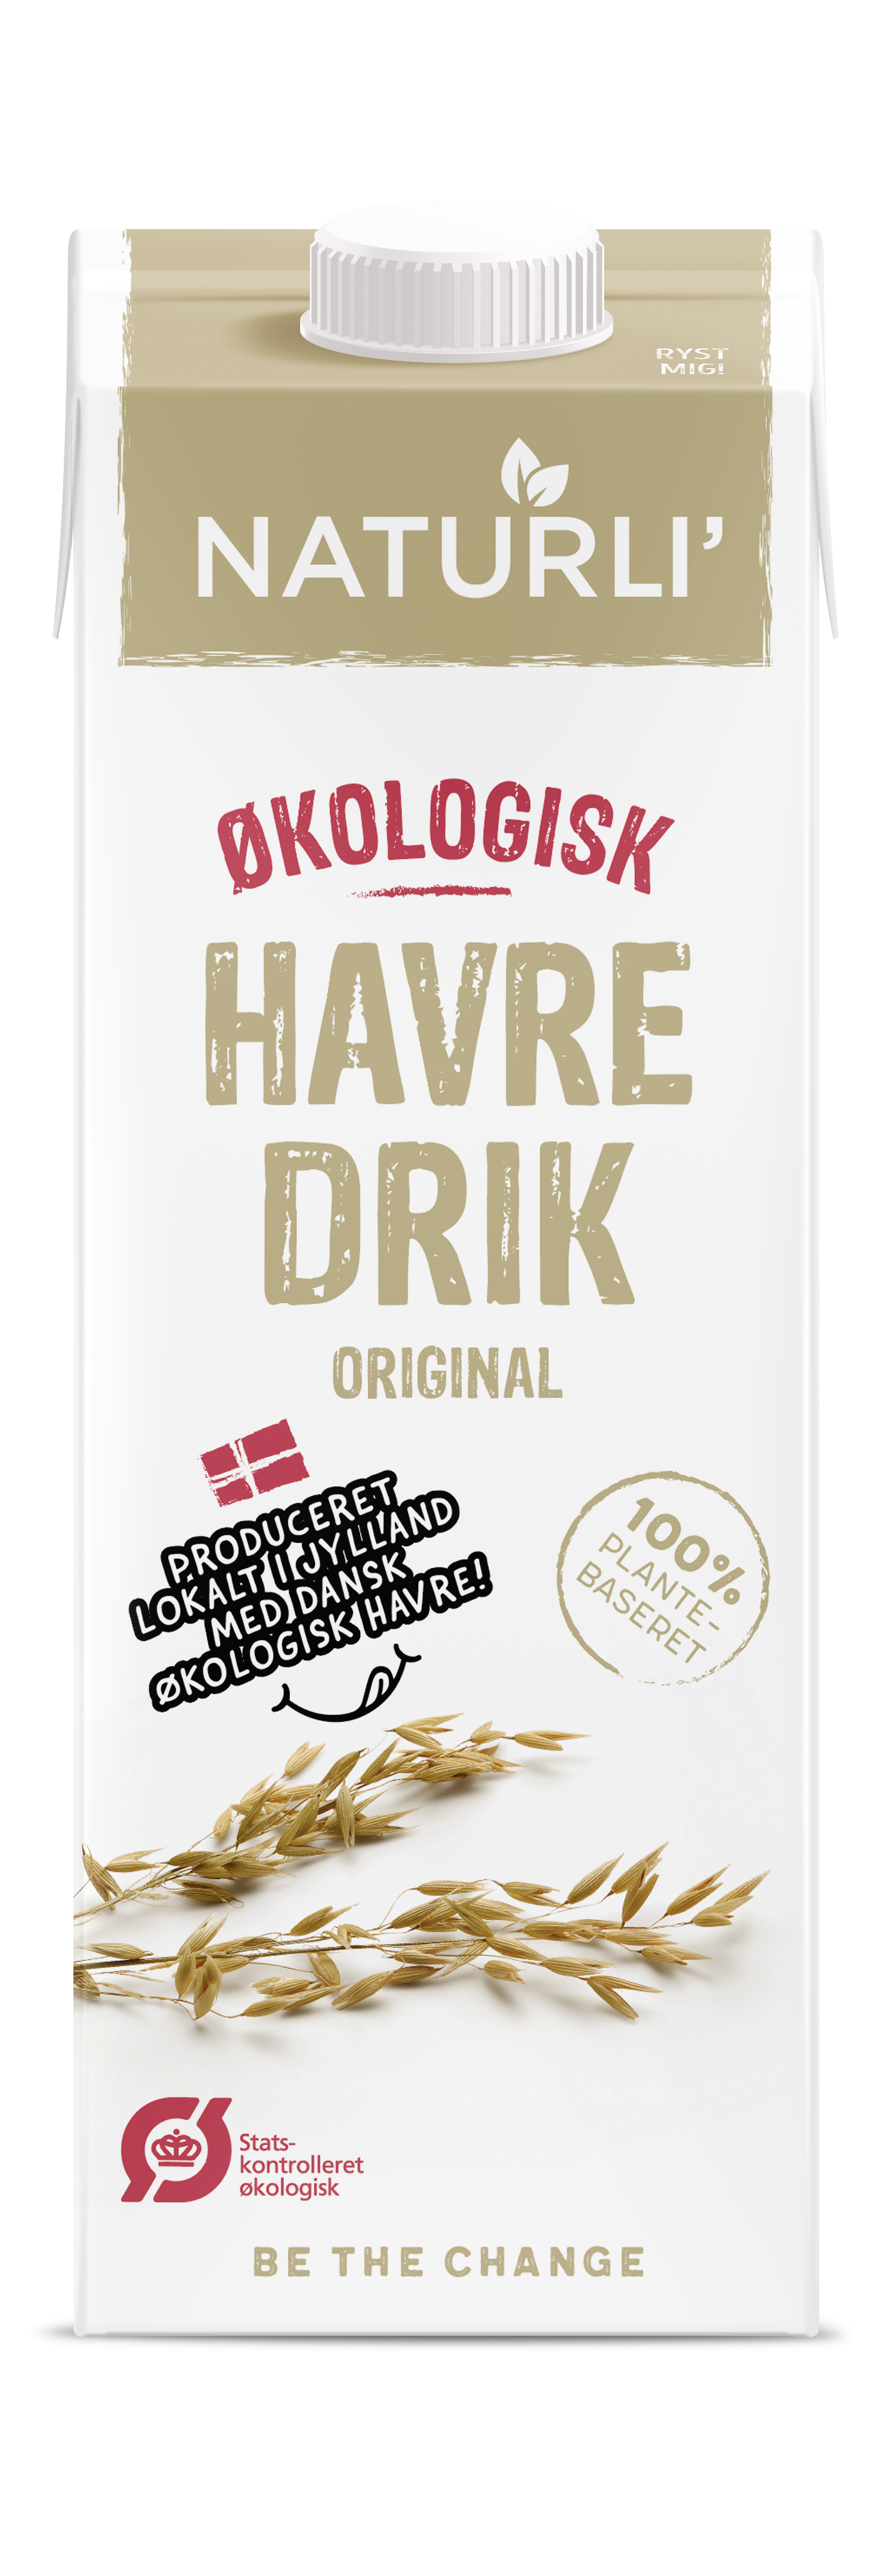 RYST
MIG!
NATURLI’
ØKOLOGISK
HAVRE
DRIK
ORIGINAL
PRODUCERET
LOKALT I JYLLAND
MED DANSK
ØKOLOGISK HAVRE!
100%
PLANTE-
BASERET
Stats-
kontrolleret
økologisk
BE THE CHANGE